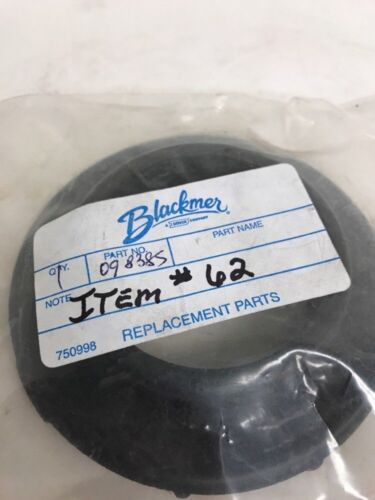 Blackmer®
A DOVER COMPANY
QTY. PART NO. PART NAME
1 098385
NOTE ITEM # 62
750998 REPLACEMENT PARTS